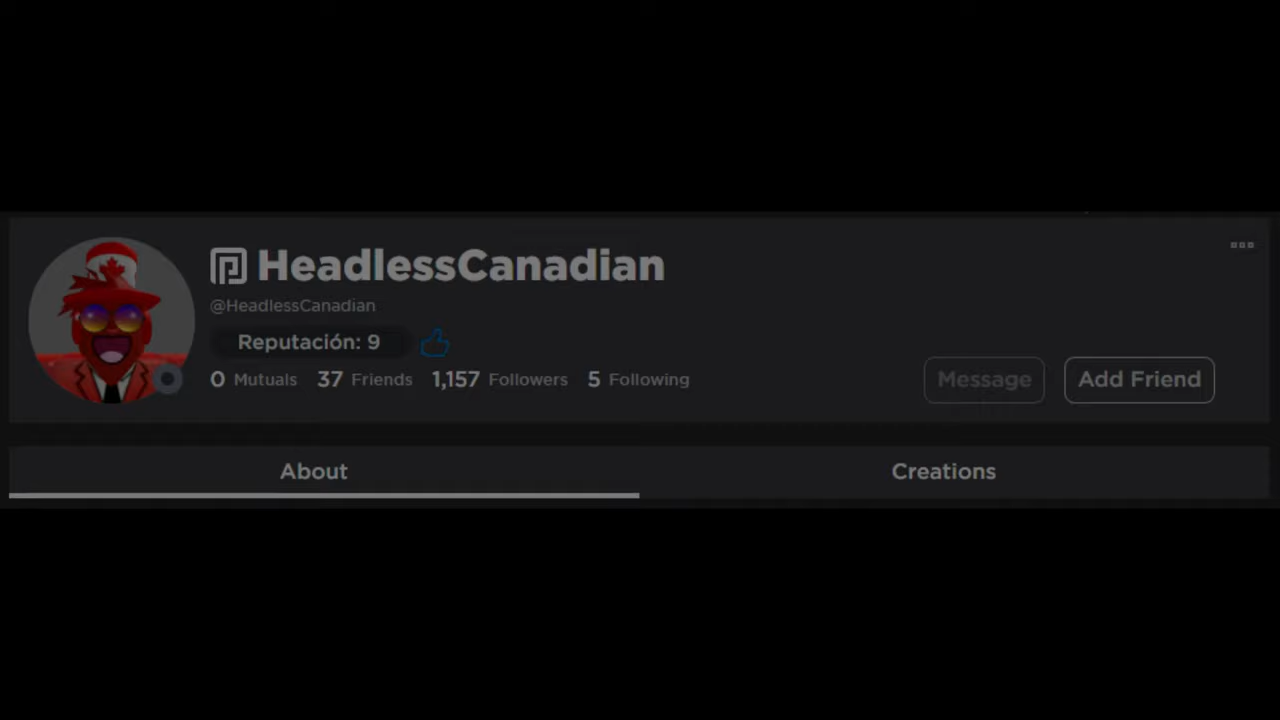 HeadlessCanadian
@HeadlessCanadian
Reputación: 9
0 Mutuals 37 Friends 1,157 Followers 5 Following
Message Add Friend
About Creations